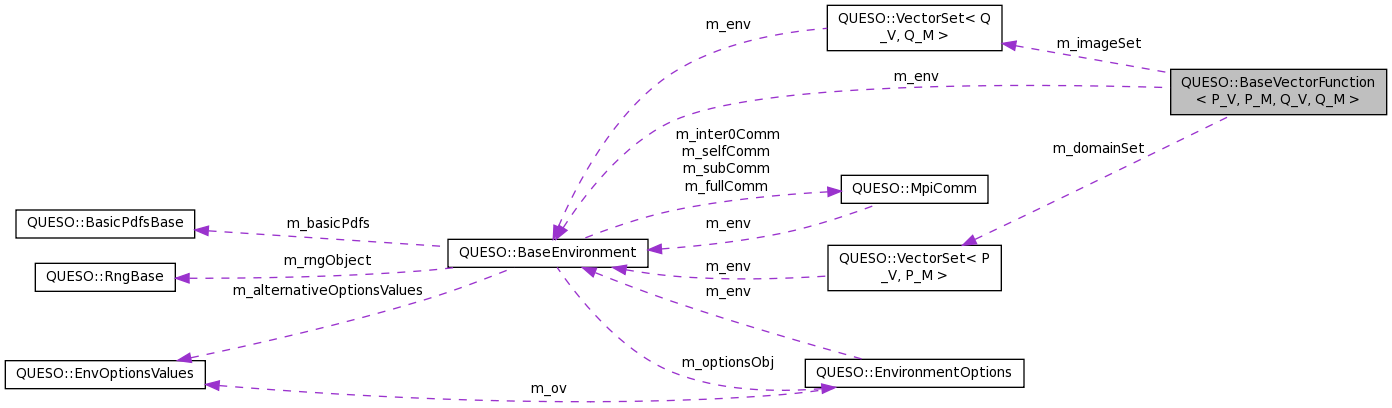 QUESO::VectorSet< Q
_V, Q_M >
m_env
m_imageSet
m_env
QUESO::BaseVectorFunction
< P_V, P_M, Q_V, Q_M >
m_inter0Comm
m_selfComm
m_subComm
m_fullComm
m_domainSet
QUESO::MpiComm
QUESO::BasicPdfsBase
m_basicPdfs
m_env
QUESO::BaseEnvironment
QUESO::RngBase
m_rngObject
m_env
QUESO::VectorSet< P
_V, P_M >
m_alternativeOptionsValues
m_env
m_optionsObj
QUESO::EnvOptionsValues
QUESO::EnvironmentOptions
m_ov